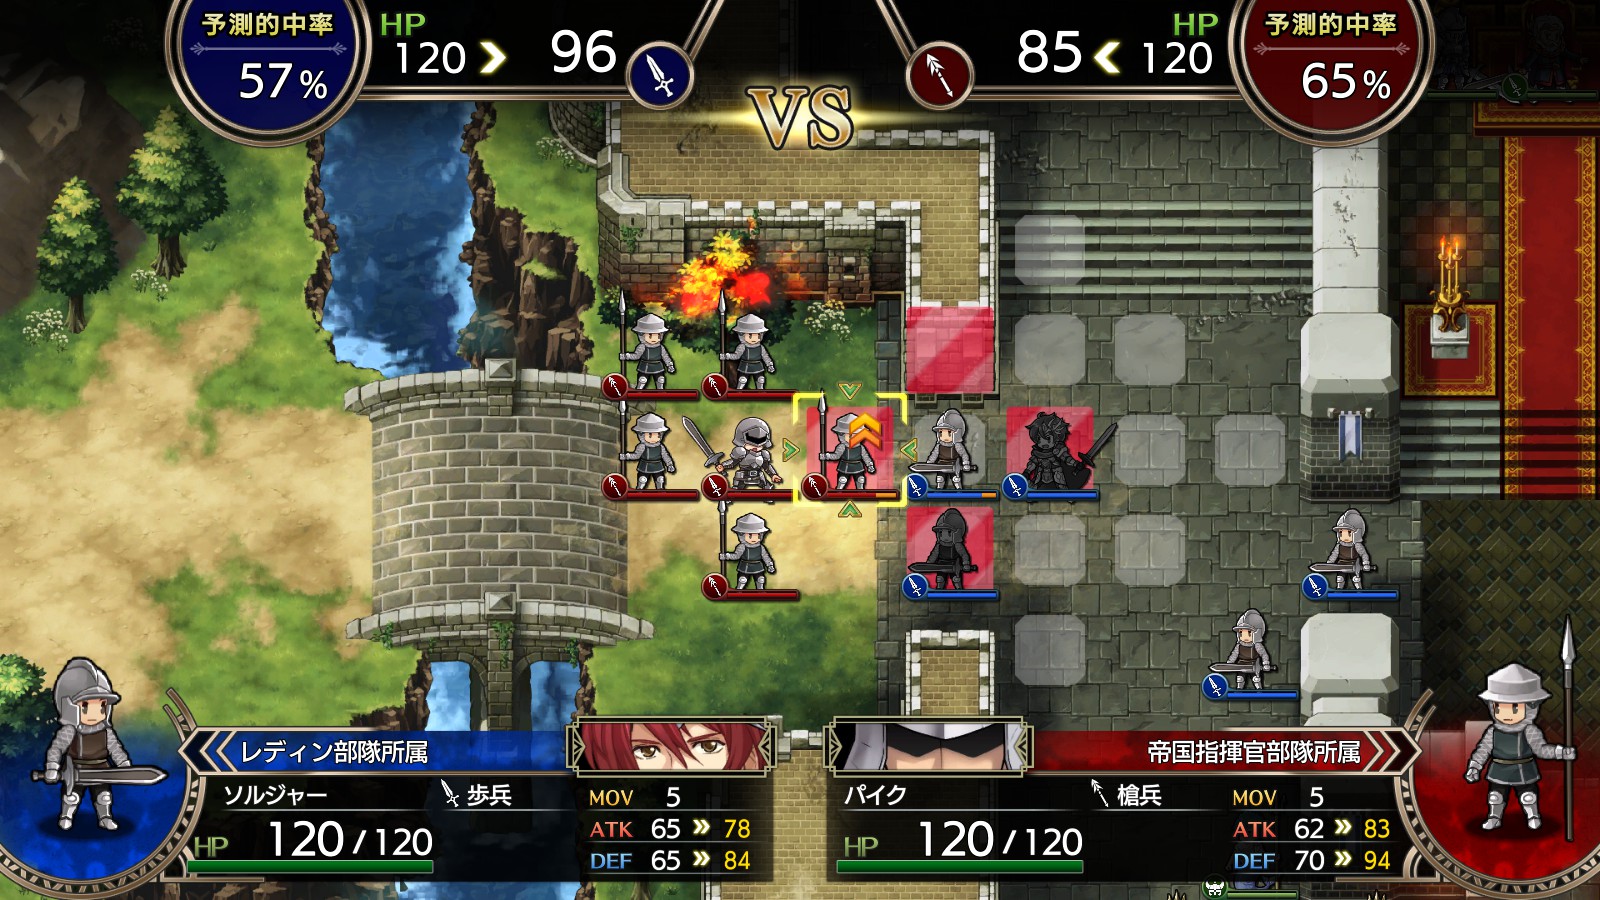 予測的中率
57%
HP
120 96
VS
HP
85 120
予測的中率
65%
レディン部隊所属
ソルジャー 歩兵
HP 120/120
MOV 5
ATK 65 78
DEF 65 84
帝国指揮官部隊所属
パイク 槍兵
HP 120/120
MOV 5
ATK 62 83
DEF 70 94